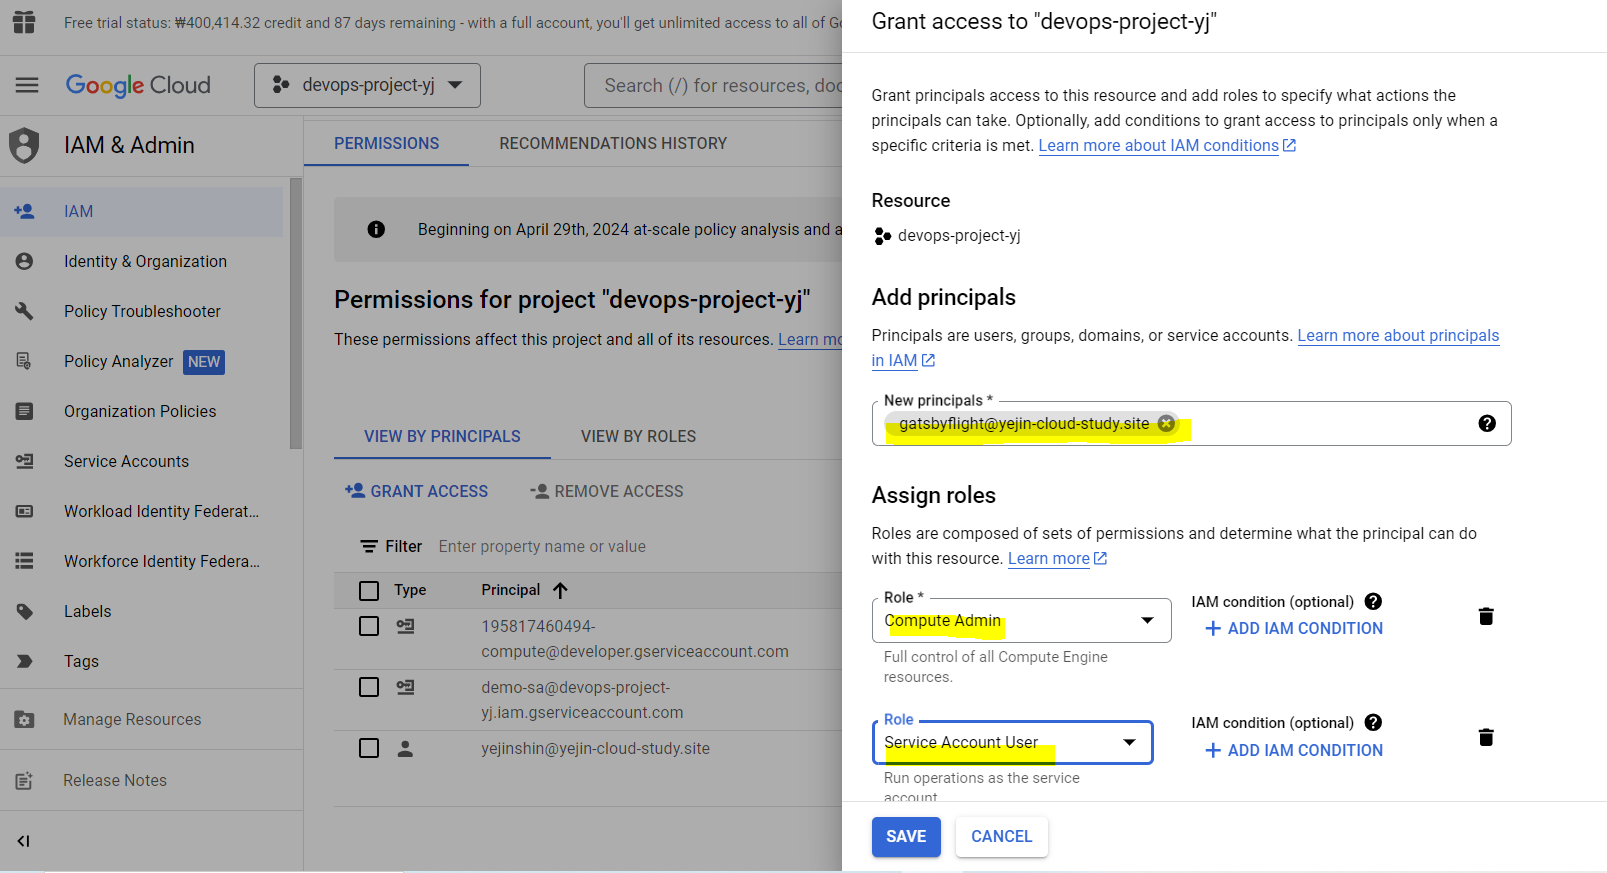 Free trial status: ₩400,414.32 credit and 87 days remaining - with a full account, you'll get unlimited access to all of Go
Google Cloud
devops-project-yj
Search (/) for resources, doc
IAM & Admin
IAM
Identity & Organization
Policy Troubleshooter
Policy Analyzer NEW
Organization Policies
Service Accounts
Workload Identity Federat...
Workforce Identity Federa...
Labels
Tags
Manage Resources
Release Notes
PERMISSIONS
RECOMMENDATIONS HISTORY
Beginning on April 29th, 2024 at-scale policy analysis and a
Permissions for project "devops-project-yj"
These permissions affect this project and all of its resources. Learn mo
VIEW BY PRINCIPALS
VIEW BY ROLES
GRANT ACCESS
REMOVE ACCESS
Filter Enter property name or value
Type Principal
195817460494-
compute@developer.gserviceaccount.com
demo-sa@devops-project-
yj.iam.gserviceaccount.com
yejinshin@yejin-cloud-study.site
Grant access to "devops-project-yj"
Grant principals access to this resource and add roles to specify what actions the
principals can take. Optionally, add conditions to grant access to principals only when a
specific criteria is met. Learn more about IAM conditions
Resource
devops-project-yj
Add principals
Principals are users, groups, domains, or service accounts. Learn more about principals
in IAM
New principals *
gatsbyflight@yejin-cloud-study.site
Assign roles
Roles are composed of sets of permissions and determine what the principal can do
with this resource. Learn more
Role *
Compute Admin
Full control of all Compute Engine
resources.
IAM condition (optional)
ADD IAM CONDITION
Role
Service Account User
Run operations as the service
account.
IAM condition (optional)
ADD IAM CONDITION
SAVE
CANCEL